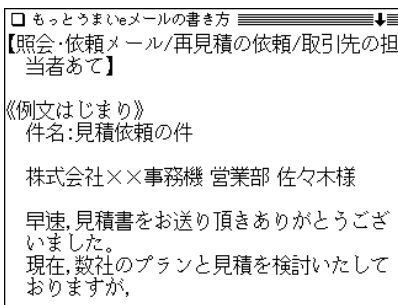 もっとうまいeメールの書き方
【照会・依頼メール/再見積の依頼/取引先の担
当者あて】
《例文はじまり》
件名:見積依頼の件
株式会社××事務機 営業部 佐々木様
早速,見積書をお送り頂きありがとうござ
いました。
現在,数社のプランと見積を検討いたして
おりますが,